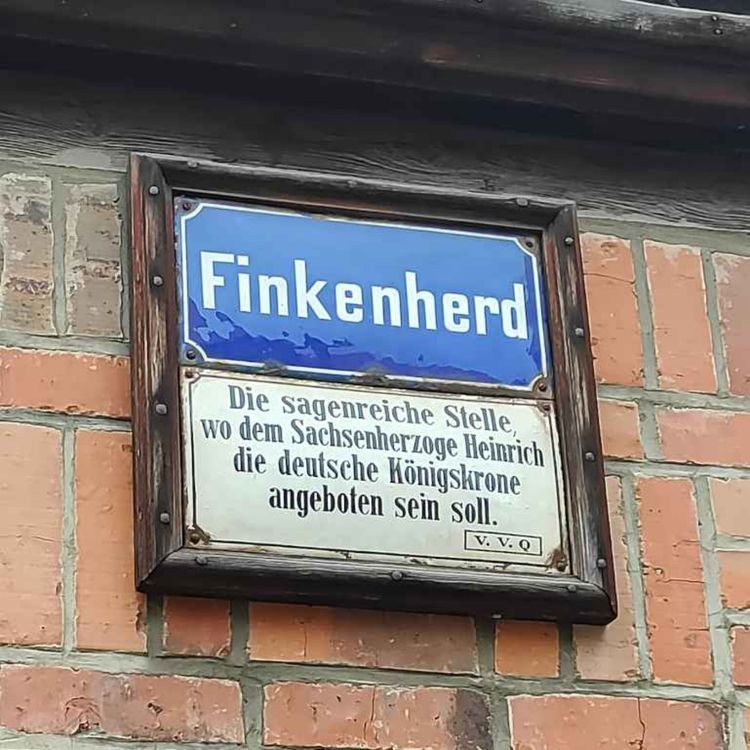 Finkenherd
Die sagenreiche Stelle,
wo dem Sachsenherzoge Heinrich
die deutsche Königskrone
angeboten sein soll.
V. V. Q